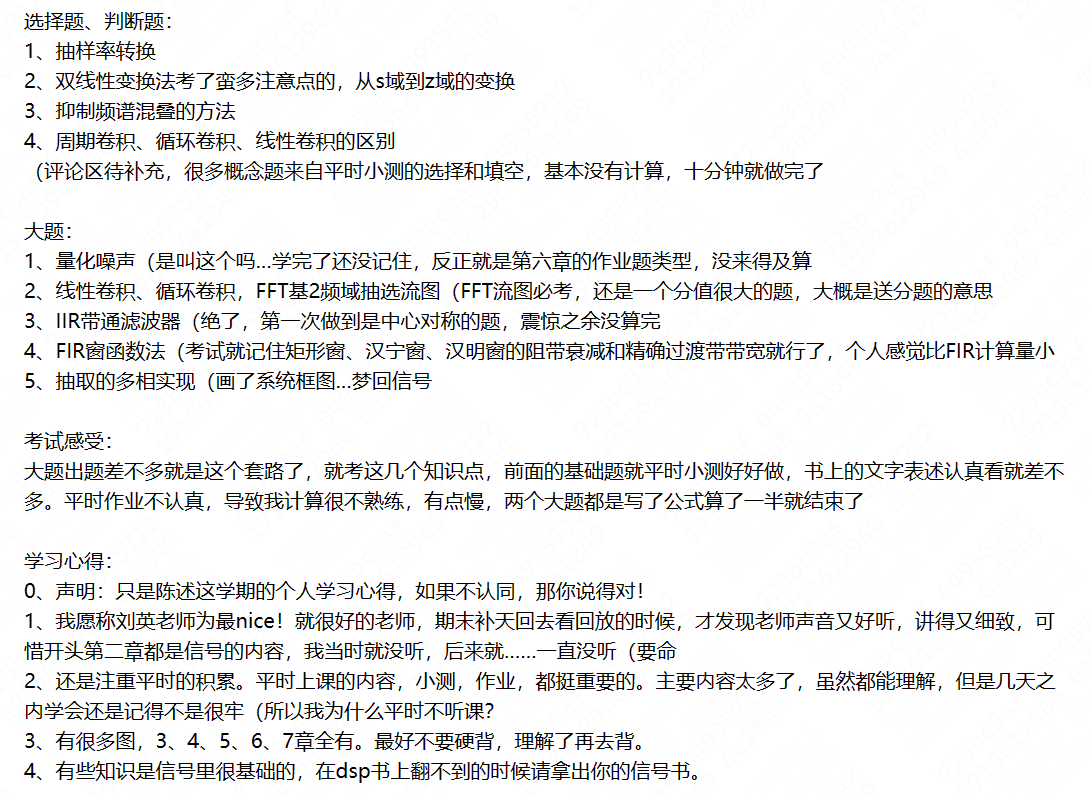 选择题、判断题：
1、抽样率转换
2、双线性变换法考了蛮多注意点的，从s域到z域的变换
3、抑制频谱混叠的方法
4、周期卷积、循环卷积、线性卷积的区别
（评论区待补充，很多概念题来自平时小测的选择和填空，基本没有计算，十分钟就做完了
大题：
1、量化噪声（是叫这个吗...学完了还没记住，反正就是第六章的作业题类型，没来得及算
2、线性卷积、循环卷积，FFT基2频域抽选流图（FFT流图必考，还是一个分值很大的题，大概是送分题的意思
3、IIR带通滤波器（绝了，第一次做到是中心对称的题，震惊之余没算完
4、FIR窗函数法（考试就记住矩形窗、汉宁窗、汉明窗的阻带衰减和精确过渡带带宽就行了，个人感觉比FIR计算量小
5、抽取的多相实现（画了系统框图...梦回信号
考试感受：
大题出题差不多就是这个套路了，就考这几个知识点，前面的基础题就平时小测好好做，书上的文字表述认真看就差不
多。平时作业不认真，导致我计算很不熟练，有点慢，两个大题都是写了公式算了一半就结束了
学习心得：
0、声明：只是陈述这学期的个人学习心得，如果不认同，那你说得对！
1、我愿称刘英老师为最nice！就很好的老师，期末补天回去看回放的时候，才发现老师声音又好听，讲得又细致，可
惜开头第二章都是信号的内容，我当时就没听，后来就......一直没听（要命
2、还是注重平时的积累。平时上课的内容，小测，作业，都挺重要的。主要内容太多了，虽然都能理解，但是几天之
内学会还是记得不是很牢（所以我为什么平时不听课？
3、有很多图，3、4、5、6、7章全有。最好不要硬背，理解了再去背。
4、有些知识是信号里很基础的，在dsp书上翻不到的时候请拿出你的信号书。